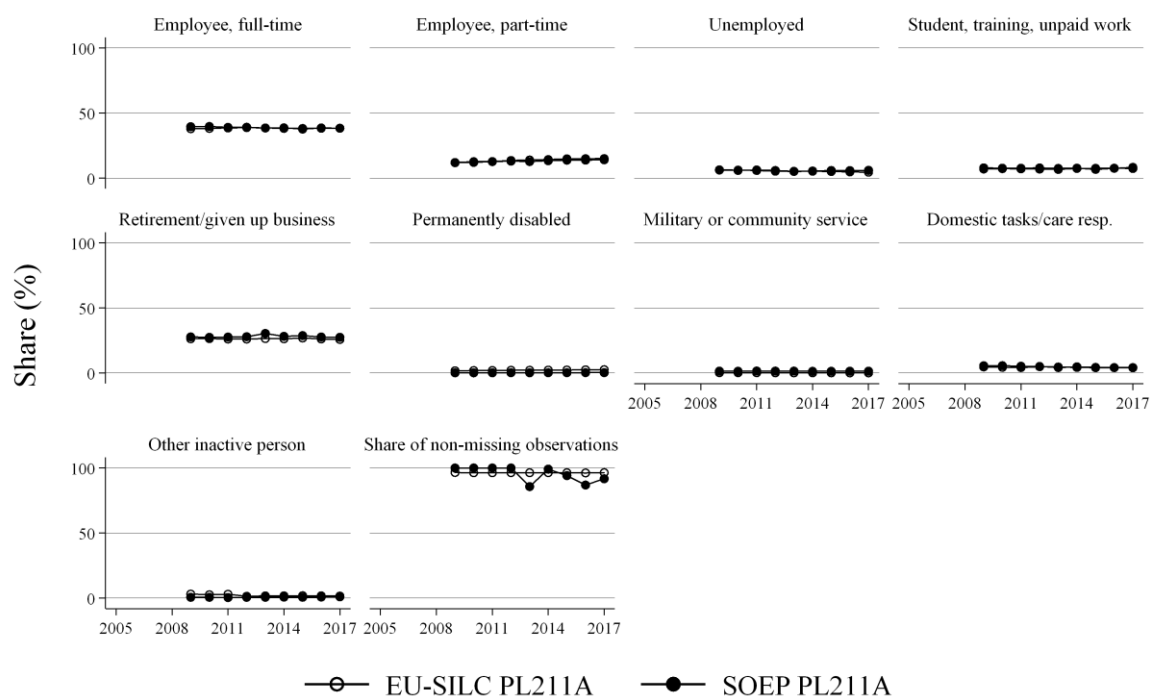 Employee, full-time
Employee, part-time
Unemployed
Student, training, unpaid work
100
50
0
Retirement/given up business
Permanently disabled
Military or community service
Domestic tasks/care resp.
100
50
0
Share (%)
2005 2008 2011 2014 2017
2005 2008 2011 2014 2017
Other inactive person
Share of non-missing observations
100
50
0
2005 2008 2011 2014 2017
2005 2008 2011 2014 2017
EU-SILC PL211A
SOEP PL211A